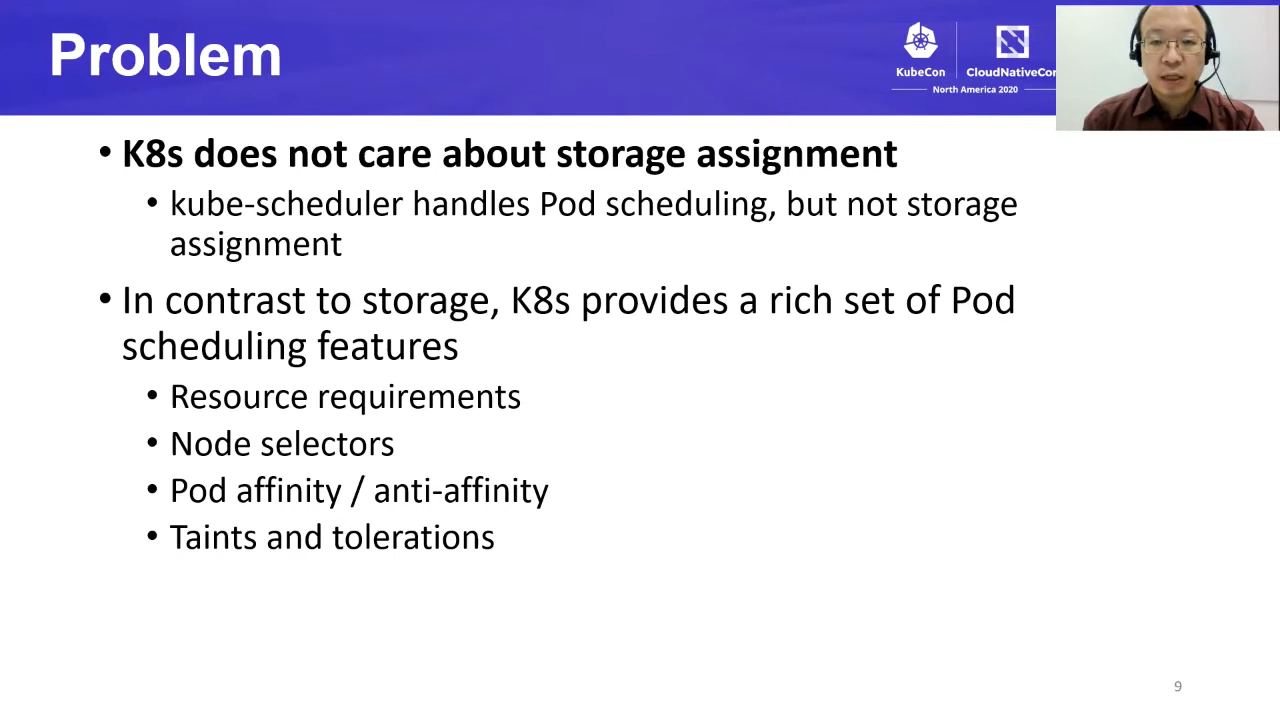 Problem
KubeCon
CloudNativeCon
North America 2020
• K8s does not care about storage assignment
• kube-scheduler handles Pod scheduling, but not storage
assignment
• In contrast to storage, K8s provides a rich set of Pod
scheduling features
• Resource requirements
• Node selectors
• Pod affinity / anti-affinity
• Taints and tolerations
9